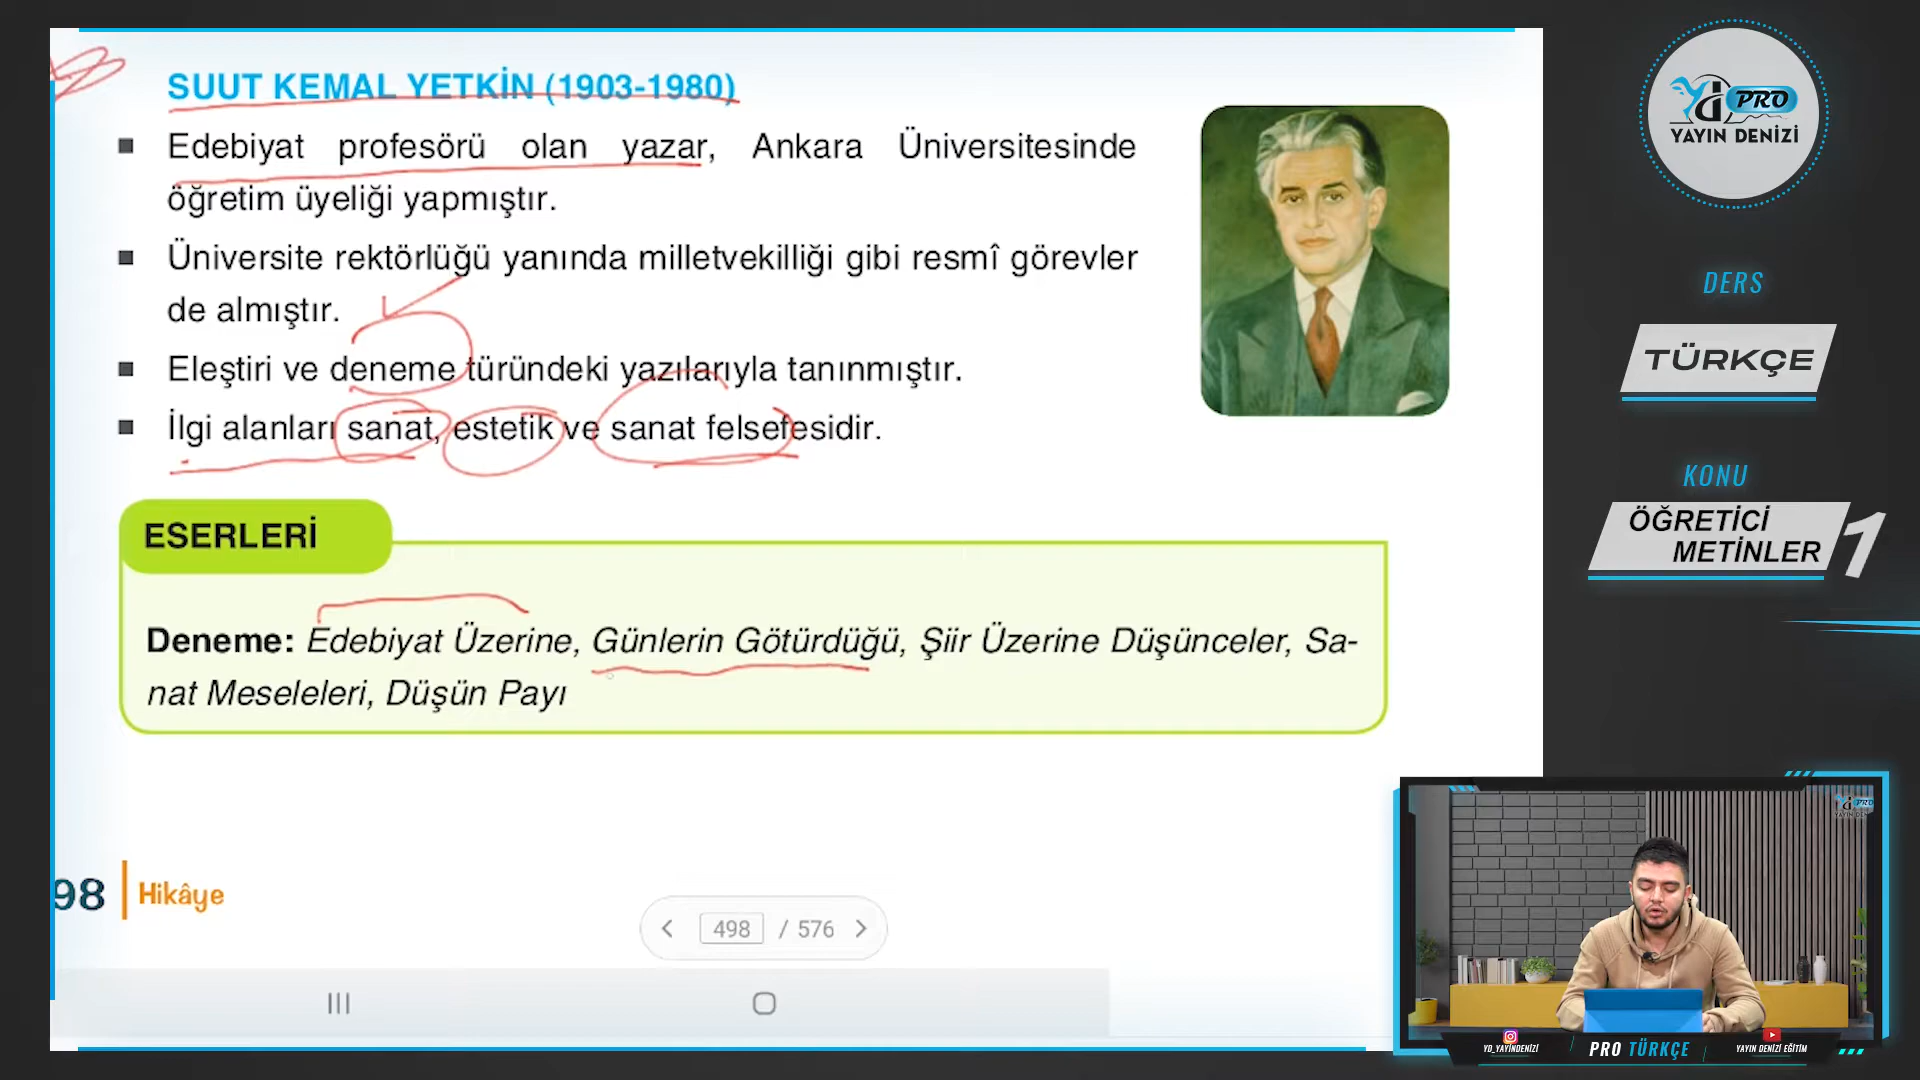 SUUT KEMAL YETKİN (1903-1980)
Edebiyat profesörü olan yazar, Ankara Üniversitesinde
öğretim üyeliği yapmıştır.
Üniversite rektörlüğü yanında milletvekilliği gibi resmî görevler
de almıştır.
Eleştiri ve deneme türündeki yazılarıyla tanınmıştır.
İlgi alanları sanat, estetik ve sanat felsefesidir.
ESERLERİ
Deneme: Edebiyat Üzerine, Günlerin Götürdüğü, Şiir Üzerine Düşünceler, Sa-
nat Meseleleri, Düşün Payı
98 Hikâye
< 498 / 576 >
yd PRO
YAYIN DENİZİ
DERS
TÜRKÇE
KONU
ÖĞRETİCİ
METİNLER 1
YD_YAYINDENIZI
PRO TÜRKÇE
YAYIN DENİZİ EĞİTİM